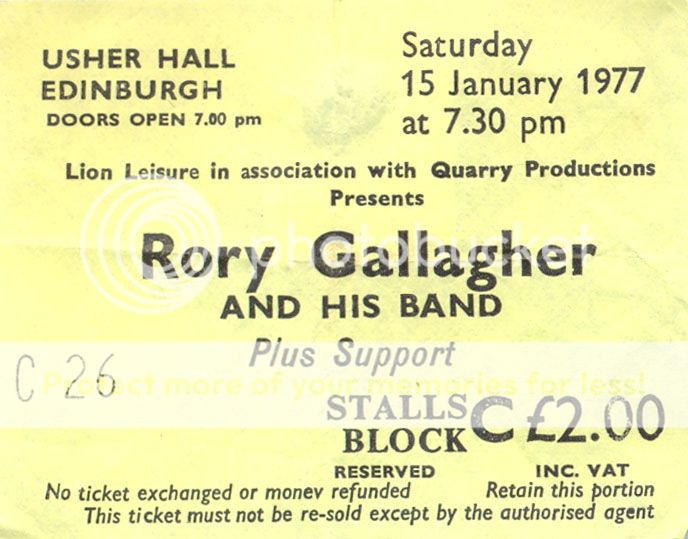 USHER HALL
EDINBURGH
DOORS OPEN 7.00 pm
Saturday
15 January 1977
at 7.30 pm
Lion Leisure in association with Quarry Productions
Presents
Rory Gallagher
AND HIS BAND
Plus Support
C 26
STALLS
BLOCK C £2.00
RESERVED
INC. VAT
No ticket exchanged or monev refunded
Retain this portion
This ticket must not be re-sold except by the authorised agent
photobucket
Protect more of your memories for less!